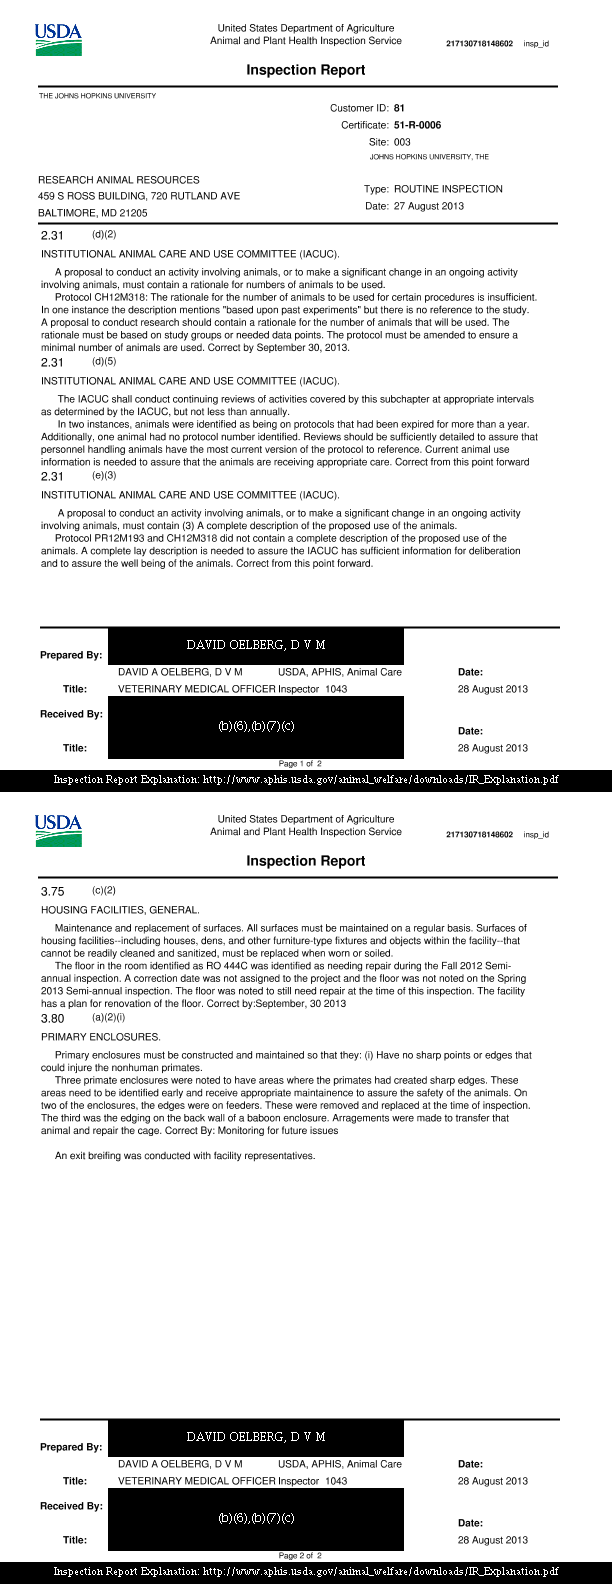 USDA
United States Department of Agriculture
Animal and Plant Health Inspection Service
217130718148602 insp_id
Inspection Report
THE JOHNS HOPKINS UNIVERSITY
Customer ID: 81
Certificate: 51-R-0006
Site: 003
JOHNS HOPKINS UNIVERSITY, THE
RESEARCH ANIMAL RESOURCES
459 S ROSS BUILDING, 720 RUTLAND AVE
BALTIMORE, MD 21205
Type: ROUTINE INSPECTION
Date: 27 August 2013
2.31 (d)(2)
INSTITUTIONAL ANIMAL CARE AND USE COMMITTEE (IACUC).
A proposal to conduct an activity involving animals, or to make a significant change in an ongoing activity
involving animals, must contain a rationale for numbers of animals to be used.
Protocol CH12M318: The rationale for the number of animals to be used for certain procedures is insufficient.
In one instance the description mentions "based upon past experiments" but there is no reference to the study.
A proposal to conduct research should contain a rationale for the number of animals that will be used. The
rationale must be based on study groups or needed data points. The protocol must be amended to ensure a
minimal number of animals are used. Correct by September 30, 2013.
2.31 (d)(5)
INSTITUTIONAL ANIMAL CARE AND USE COMMITTEE (IACUC).
The IACUC shall conduct continuing reviews of activities covered by this subchapter at appropriate intervals
as determined by the IACUC, but not less than annually.
In two instances, animals were identified as being on protocols that had been expired for more than a year.
Additionally, one animal had no protocol number identified. Reviews should be sufficiently detailed to assure that
personnel handling animals have the most current version of the protocol to reference. Current animal use
information is needed to assure that the animals are receiving appropriate care. Correct from this point forward
2.31 (e)(3)
INSTITUTIONAL ANIMAL CARE AND USE COMMITTEE (IACUC).
A proposal to conduct an activity involving animals, or to make a significant change in an ongoing activity
involving animals, must contain (3) A complete description of the proposed use of the animals.
Protocol PR12M193 and CH12M318 did not contain a complete description of the proposed use of the
animals. A complete lay description is needed to assure the IACUC has sufficient information for deliberation
and to assure the well being of the animals. Correct from this point forward.
Prepared By: DAVID OELBERG, D V M
DAVID A OELBERG, D V M USDA, APHIS, Animal Care Date:
Title: VETERINARY MEDICAL OFFICER Inspector 1043 28 August 2013
Received By: (b)(6),(b)(7)(c)
Date:
Title: 28 August 2013
Page 1 of 2
Inspection Report Explanation: http://www.aphis.usda.gov/animal_welfare/downloads/IR_Explanation.pdf
USDA
United States Department of Agriculture
Animal and Plant Health Inspection Service
217130718148602 insp_id
Inspection Report
3.75 (c)(2)
HOUSING FACILITIES, GENERAL.
Maintenance and replacement of surfaces. All surfaces must be maintained on a regular basis. Surfaces of
housing facilities--including houses, dens, and other furniture-type fixtures and objects within the facility--that
cannot be readily cleaned and sanitized, must be replaced when worn or soiled.
The floor in the room identified as RO 444C was identified as needing repair during the Fall 2012 Semi-
annual inspection. A correction date was not assigned to the project and the floor was not noted on the Spring
2013 Semi-annual inspection. The floor was noted to still need repair at the time of this inspection. The facility
has a plan for renovation of the floor. Correct by:September, 30 2013
3.80 (a)(2)(i)
PRIMARY ENCLOSURES.
Primary enclosures must be constructed and maintained so that they: (i) Have no sharp points or edges that
could injure the nonhuman primates.
Three primate enclosures were noted to have areas where the primates had created sharp edges. These
areas need to be identified early and receive appropriate maintainence to assure the safety of the animals. On
two of the enclosures, the edges were on feeders. These were removed and replaced at the time of inspection.
The third was the edging on the back wall of a baboon enclosure. Arragements were made to transfer that
animal and repair the cage. Correct By: Monitoring for future issues
An exit breifing was conducted with facility representatives.
Prepared By: DAVID OELBERG, D V M
DAVID A OELBERG, D V M USDA, APHIS, Animal Care Date:
Title: VETERINARY MEDICAL OFFICER Inspector 1043 28 August 2013
Received By: (b)(6),(b)(7)(c)
Date:
Title: 28 August 2013
Page 2 of 2
Inspection Report Explanation: http://www.aphis.usda.gov/animal_welfare/downloads/IR_Explanation.pdf